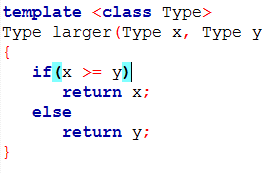 template <class Type>
Type larger(Type x, Type y
{
if(x >= y)
return x;
else
return y;
}